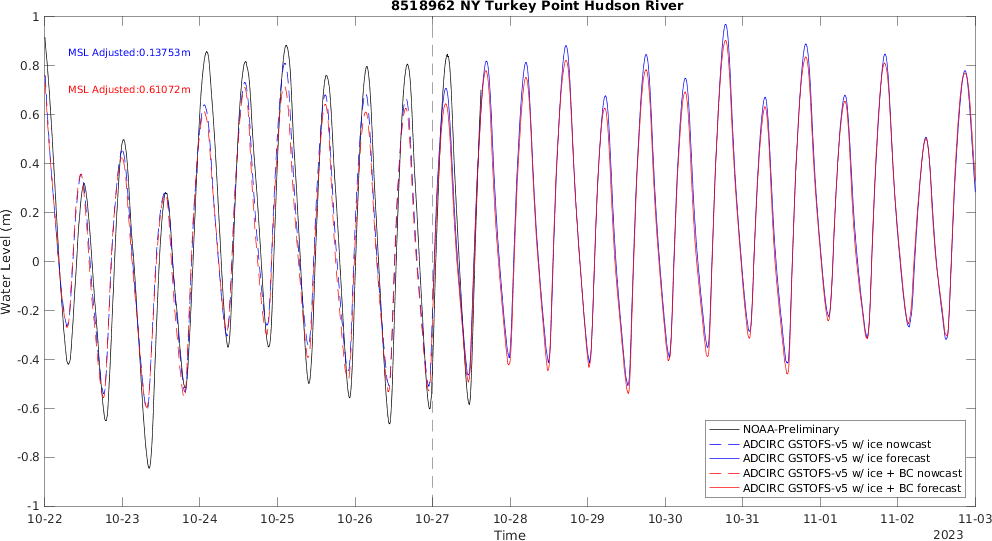 8518962 NY Turkey Point Hudson River
MSL Adjusted:0.13753m
MSL Adjusted:0.61072m
Water Level (m)
1
0.8
0.6
0.4
0.2
0
-0.2
-0.4
-0.6
-0.8
-1
NOAA-Preliminary
ADCIRC GSTOFS-v5 w/ ice nowcast
ADCIRC GSTOFS-v5 w/ ice forecast
ADCIRC GSTOFS-v5 w/ ice + BC nowcast
ADCIRC GSTOFS-v5 w/ ice + BC forecast
10-22 10-23 10-24 10-25 10-26 10-27 10-28 10-29 10-30 10-31 11-01 11-02 11-03
Time
2023